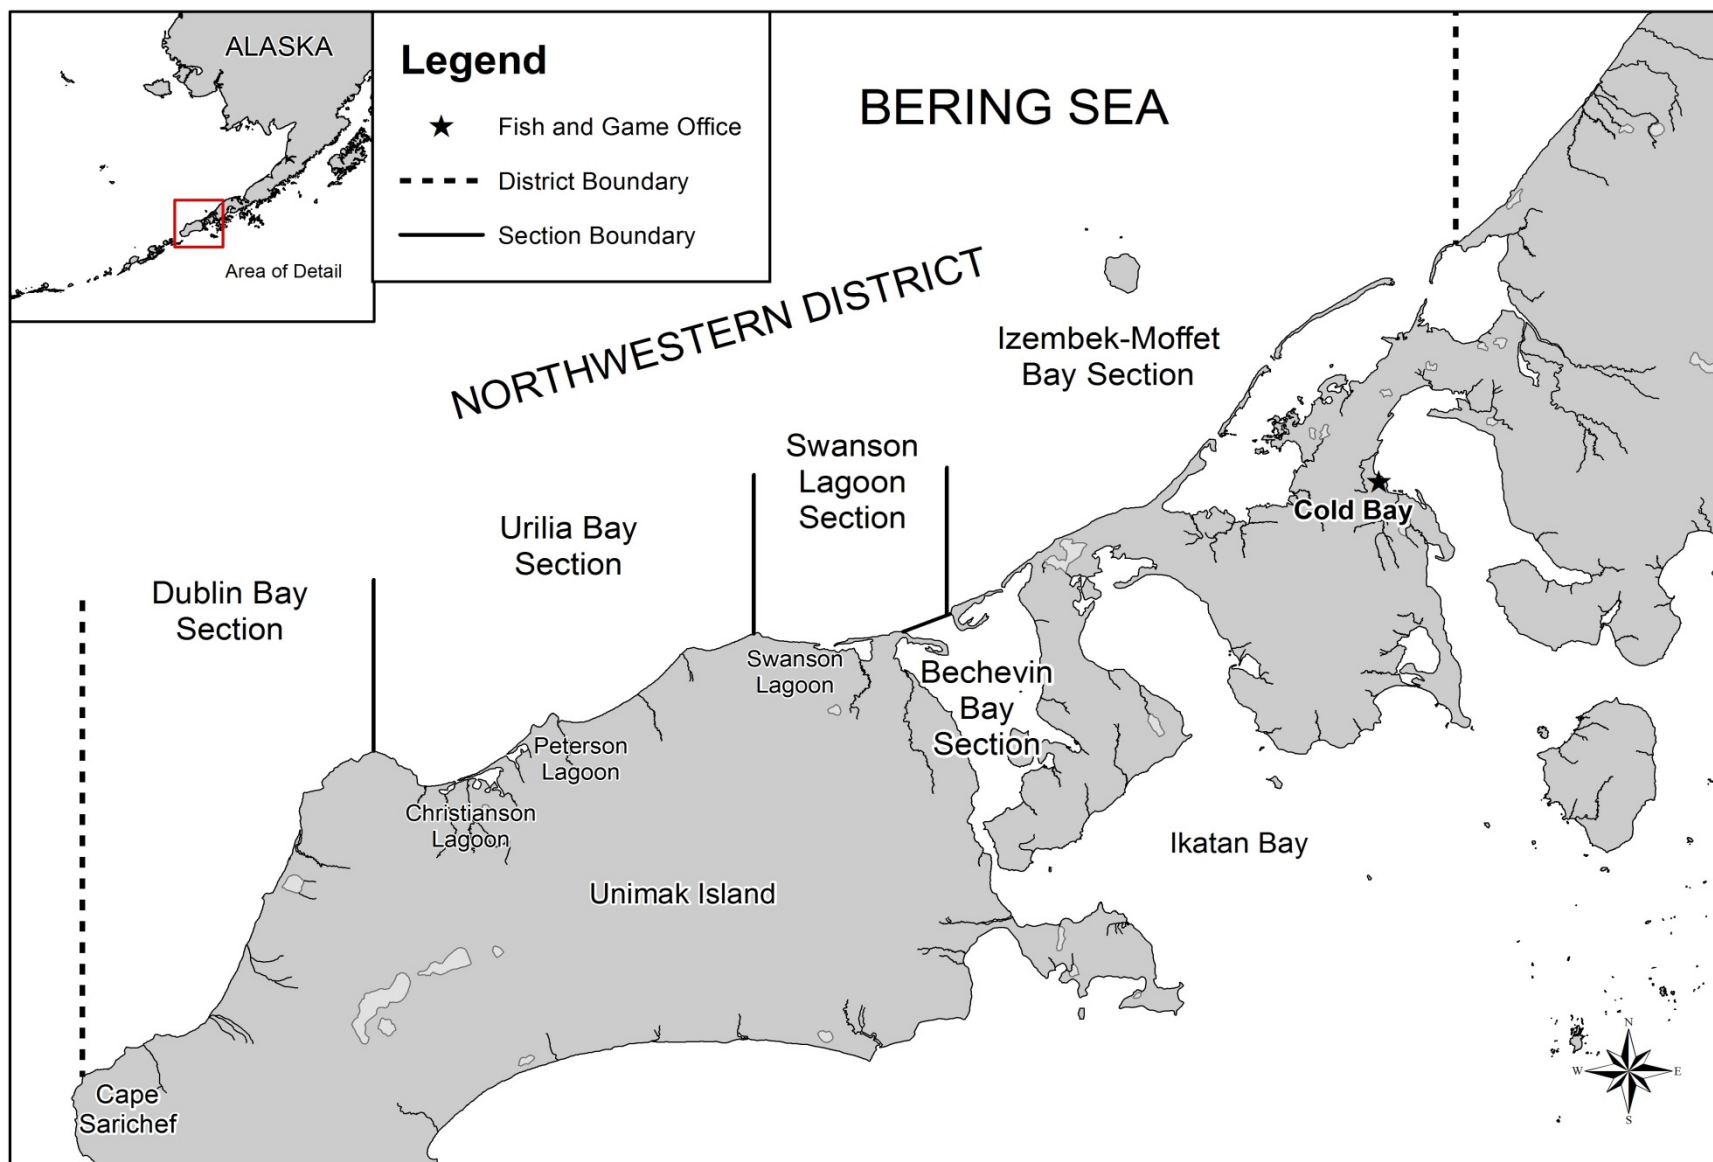 ALASKA
Area of Detail
Legend
Fish and Game Office
District Boundary
Section Boundary
BERING SEA
NORTHWESTERN DISTRICT
Izembek-Moffet
Bay Section
Swanson
Lagoon
Section
Urilia Bay
Section
Dublin Bay
Section
Cold Bay
Swanson
Lagoon
Bechevin
Bay
Section
Peterson
Lagoon
Christianson
Lagoon
Ikatan Bay
Unimak Island
Cape
Sarichef
N
W
E
S